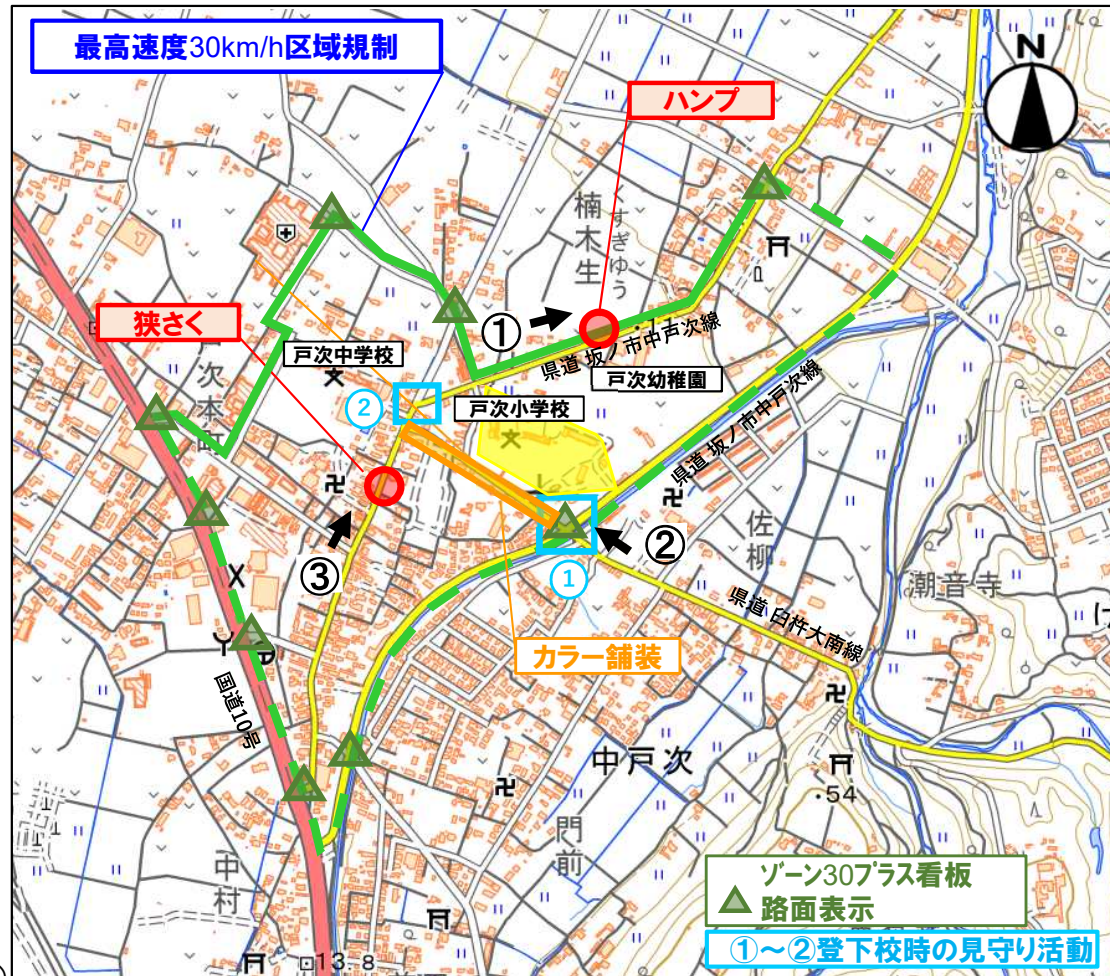 最高速度30km/h区域規制
N
ハンプ
楠木生
くすぎゆう
狭さく
①
県道 坂ノ市中戸次線
戸次中学校
戸次幼稚園
次本町
②
戸次小学校
県道 坂ノ市中戸次線
佐柳
②
③
①
潮音寺
県道 臼杵大南線
カラー舗装
国道10号
中戸次
・54
門前
中村
ゾーン30プラス看板
路面表示
①～②登下校時の見守り活動
13.8